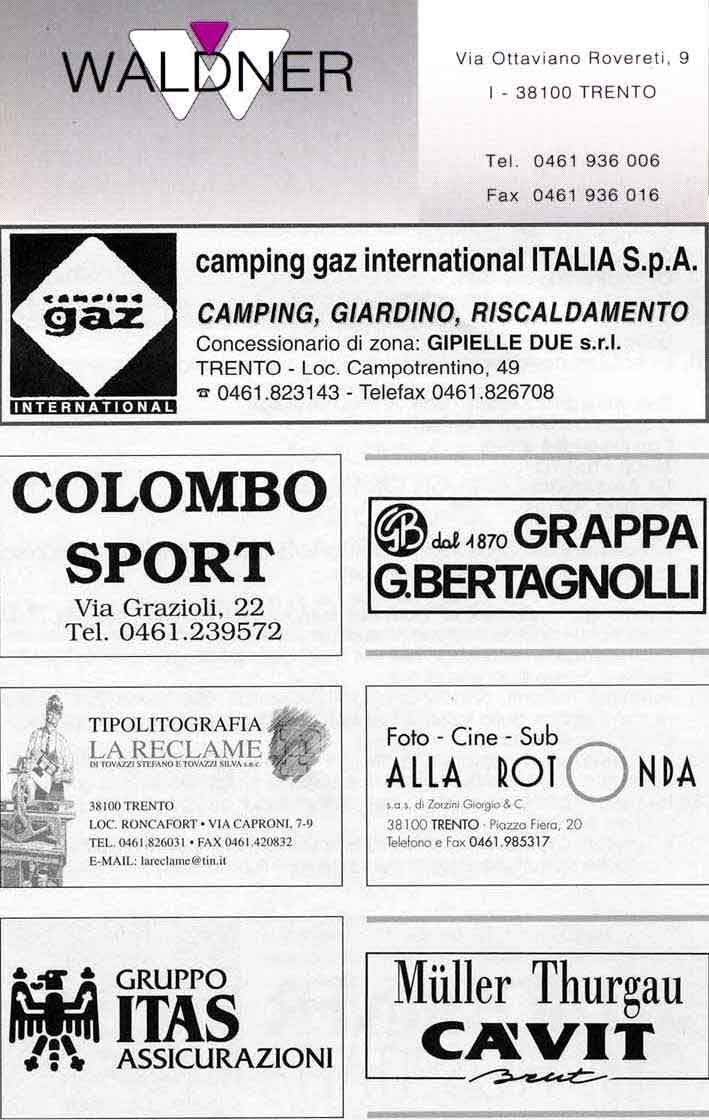 WALDNER
Via Ottaviano Rovereti, 9
I - 38100 TRENTO
Tel. 0461 936 006
Fax 0461 936 016
camping
gaz
INTERNATIONAL
camping gaz international ITALIA S.p.A.
CAMPING, GIARDINO, RISCALDAMENTO
Concessionario di zona: GIPIELLE DUE s.r.l.
TRENTO - Loc. Campotrentino, 49
☎ 0461.823143 - Telefax 0461.826708
COLOMBO
SPORT
Via Grazioli, 22
Tel. 0461.239572
GB dal 1870 GRAPPA
G.BERTAGNOLLI
TIPOLITOGRAFIA
LA RECLAME
DI TOVAZZI STEFANO E TOVAZZI SILVA s.n.c.
38100 TRENTO
LOC. RONCAFORT • VIA CAPRONI, 7-9
TEL. 0461.826031 • FAX 0461.420832
E-MAIL: lareclame@tin.it
Foto - Cine - Sub
ALLA ROTONDA
s.a.s. di Zorzini Giorgio & C.
38100 TRENTO - Piazza Fiera, 20
Telefono e Fax 0461.985317
GRUPPO
ITAS
ASSICURAZIONI
Müller Thurgau
CA'VIT
Brut